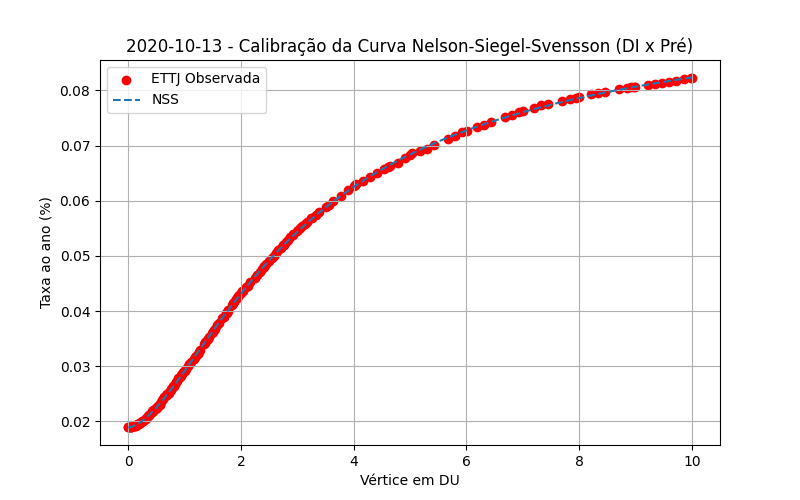 2020-10-13 - Calibração da Curva Nelson-Siegel-Svensson (DI x Pré)
ETTJ Observada
NSS
Taxa ao ano (%)
0.08
0.07
0.06
0.05
0.04
0.03
0.02
0 2 4 6 8 10
Vértice em DU